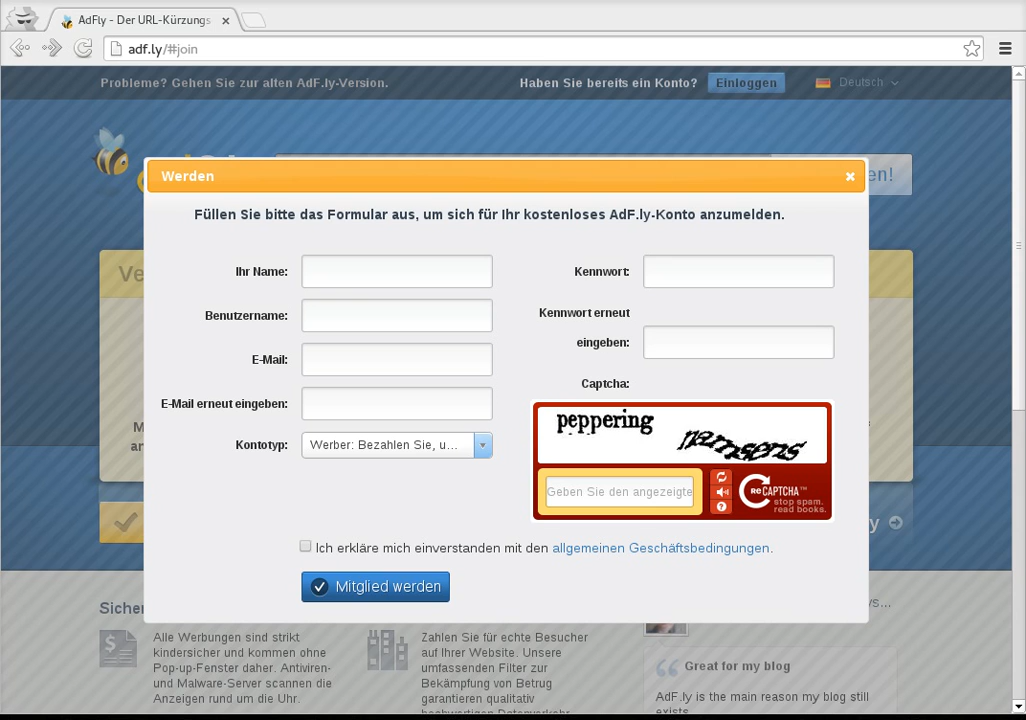 AdFly - Der URL-Kürzungs
adf.ly/#join
Probleme? Gehen Sie zur alten AdF.ly-Version.
Haben Sie bereits ein Konto?
Einloggen
Deutsch
en!
Werden
Füllen Sie bitte das Formular aus, um sich für Ihr kostenloses AdF.ly-Konto anzumelden.
Ihr Name:
Benutzername:
E-Mail:
E-Mail erneut eingeben:
Kontotyp:
Werber: Bezahlen Sie, u...
Kennwort:
Kennwort erneut
eingeben:
Captcha:
peppering
Geben Sie den angezeigte
reCAPTCHA™
stop spam.
read books.
Ich erkläre mich einverstanden mit den allgemeinen Geschäftsbedingungen.
Mitglied werden
Alle Werbungen sind strikt
kindersicher und kommen ohne
Pop-up-Fenster daher. Antiviren-
und Malware-Server scannen die
Anzeigen rund um die Uhr.
Zahlen Sie für echte Besucher
auf Ihrer Website. Unsere
umfassenden Filter zur
Bekämpfung von Betrug
garantieren qualitativ
hochwertigen Datenverkehr.
Great for my blog
AdF.ly is the main reason my blog still
exists